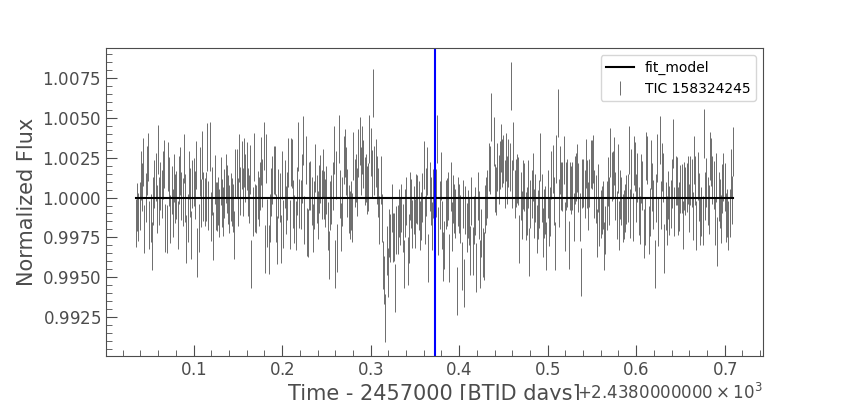 fit_model
TIC 158324245
1.0075
1.0050
1.0025
1.0000
0.9975
0.9950
0.9925
Normalized Flux
0.1 0.2 0.3 0.4 0.5 0.6 0.7
Time - 2457000 [BTJD days]
+2.4380000000 × 10³